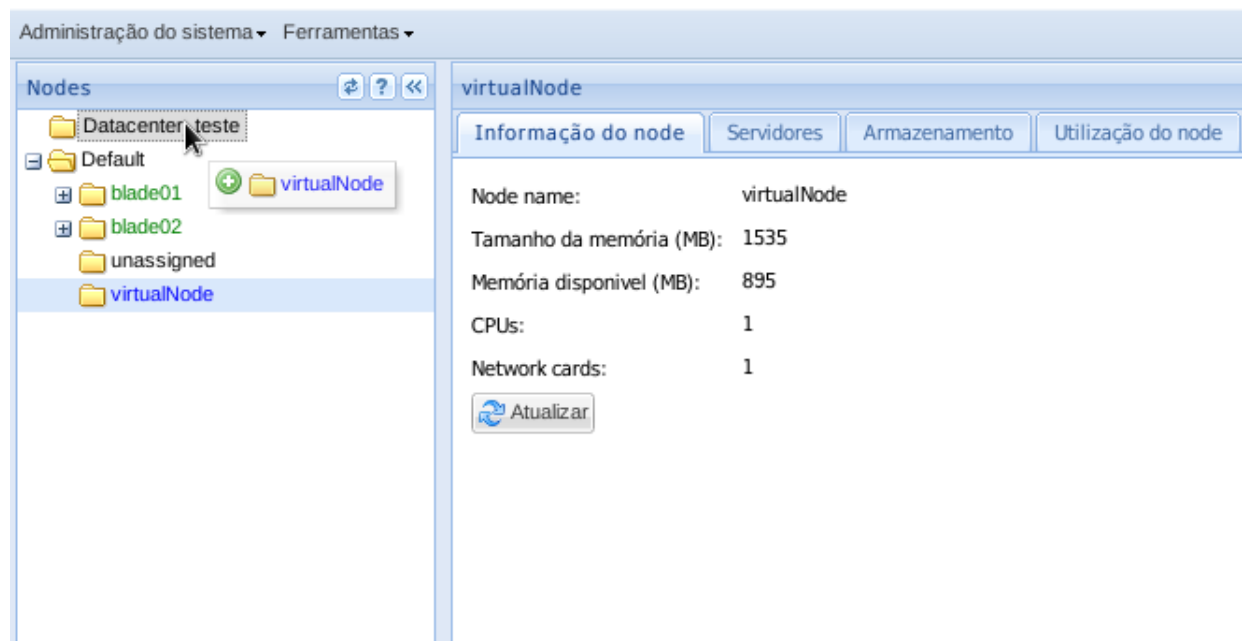 Administração do sistema Ferramentas
Nodes
Datacenter_teste
Default
blade01
virtualNode
blade02
unassigned
virtualNode
virtualNode
Informação do node Servidores Armazenamento Utilização do node
Node name: virtualNode
Tamanho da memória (MB): 1535
Memória disponivel (MB): 895
CPUs: 1
Network cards: 1
Atualizar